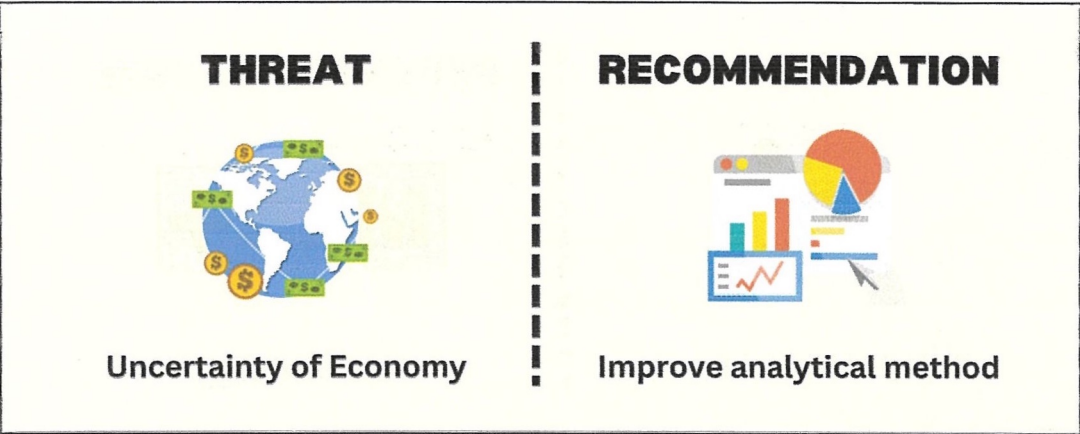 THREAT
Uncertainty of Economy
RECOMMENDATION
Improve analytical method